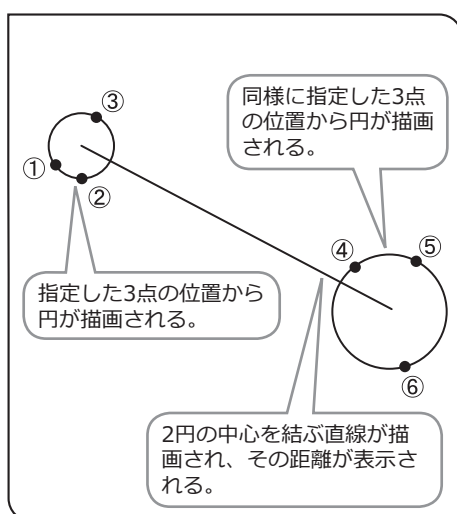 ③
①
②
同様に指定した3点
の位置から円が描画
される。
④
⑤
指定した3点の位置から
円が描画される。
⑥
2円の中心を結ぶ直線が描
画され、その距離が表示さ
れる。